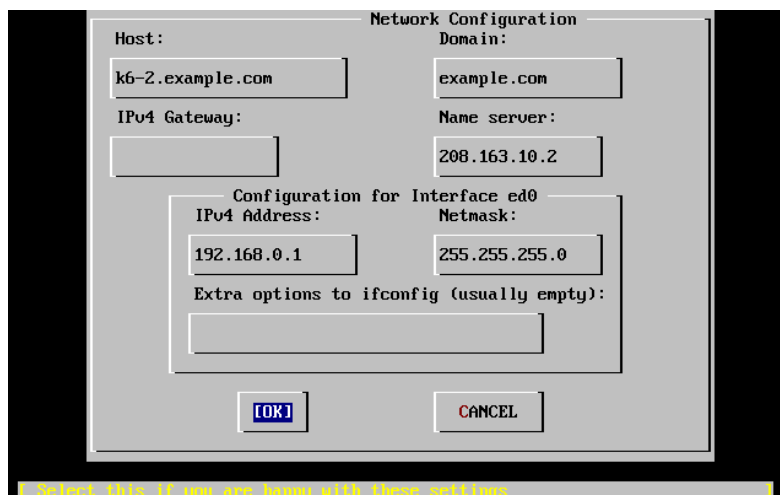 Network Configuration
Host: Domain:
k6-2.example.com example.com
IPv4 Gateway: Name server:
208.163.10.2
Configuration for Interface ed0
IPv4 Address: Netmask:
192.168.0.1 255.255.255.0
Extra options to ifconfig (usually empty):
[OK] CANCEL
[ Select this if you are happy with these settings ]